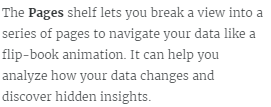 The Pages shelf lets you break a view into a
series of pages to navigate your data like a
flip-book animation. It can help you
analyze how your data changes and
discover hidden insights.